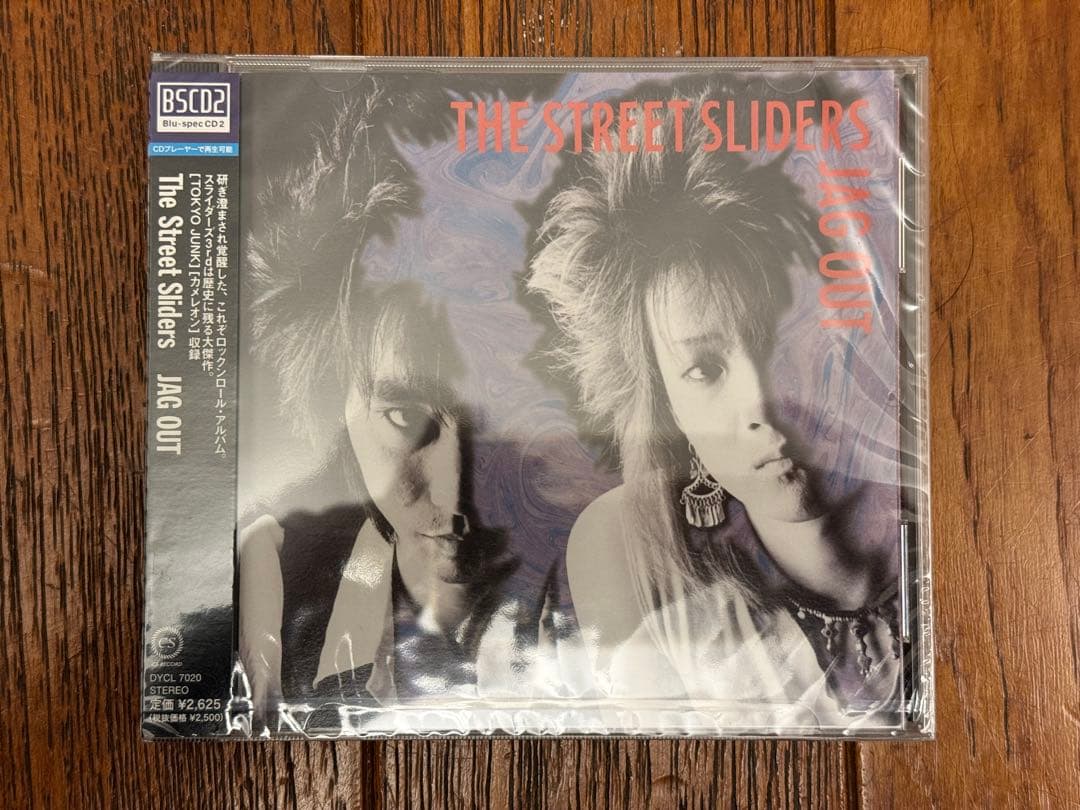 BSCD2
Blu-spec CD2
CDプレーヤーで再生可能
研ぎ澄まされ覚醒した、これぞロックンロール・アルバム。
スライダーズ3rdは歴史に残る大傑作。
[TOKYO JUNK][カメレオン]収録
The Street Sliders JAG OUT
CS
CS RECORD
DYCL 7020
STEREO
定価 ¥2,625
(税抜価格 ¥2,500)
THE STREET SLIDERS
JAG OUT